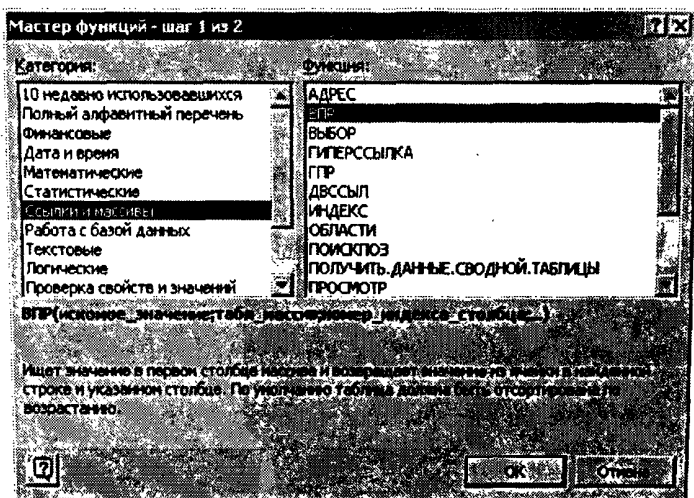 Мастер функций - шаг 1 из 2
Категория:
Функция:
10 недавно использовавшихся
Полный алфавитный перечень
Финансовые
Дата и время
Математические
Статистические
Ссылки и массивы
Работа с базой данных
Текстовые
Логические
Проверка свойств и значений
АДРЕС
ВПР
ВЫБОР
ГИПЕРССЫЛКА
ГПР
ДВССЫЛ
ИНДЕКС
ОБЛАСТИ
ПОИСКПОЗ
ПОЛУЧИТЬ.ДАННЫЕ.СВОДНОЙ.ТАБЛИЦЫ
ПРОСМОТР
ВПР(искомое_значение;табл_массив;номер_индекса_столбца;...)
Ищет значение в первом столбце массива и возвращает значение из ячейки в найденной
строке и указанном столбце. По умолчанию таблица должна быть отсортирована по
возрастанию.
OK
Отмена